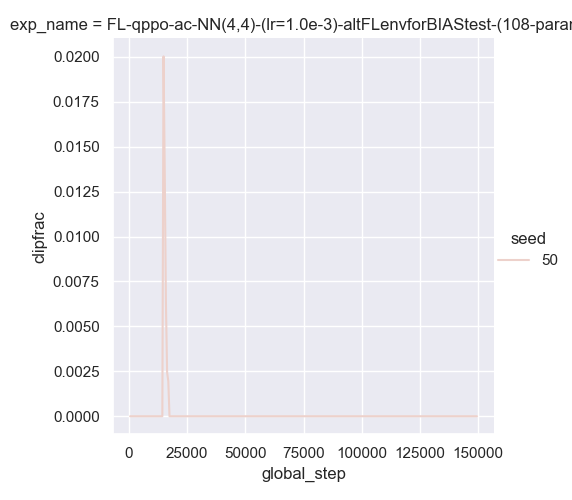 exp_name = FL-qppo-ac-NN(4,4)-(lr=1.0e-3)-altFLenvforBIAStest-(108-param
0.0200
0.0175
0.0150
0.0125
0.0100
0.0075
0.0050
0.0025
0.0000
clipfrac
0 25000 50000 75000 100000 125000 150000
global_step
seed
50